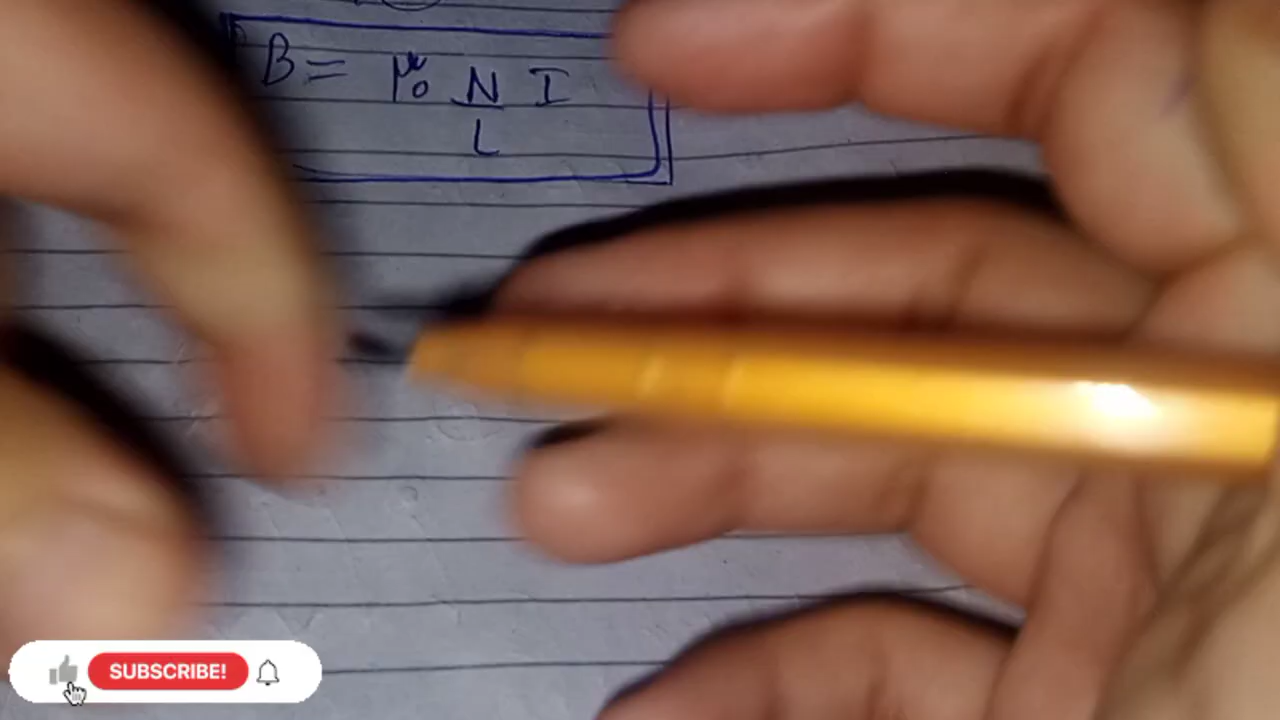 B = μ₀ N/L I
SUBSCRIBE!